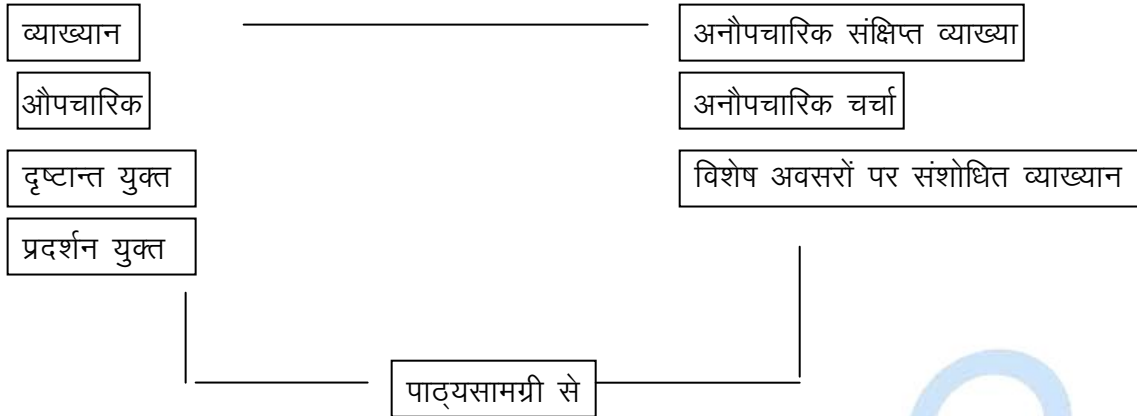 व्याख्यान
अनौपचारिक संक्षिप्त व्याख्या
औपचारिक
अनौपचारिक चर्चा
दृष्टान्त युक्त
विशेष अवसरों पर संशोधित व्याख्यान
प्रदर्शन युक्त
पाठ्यसामग्री से